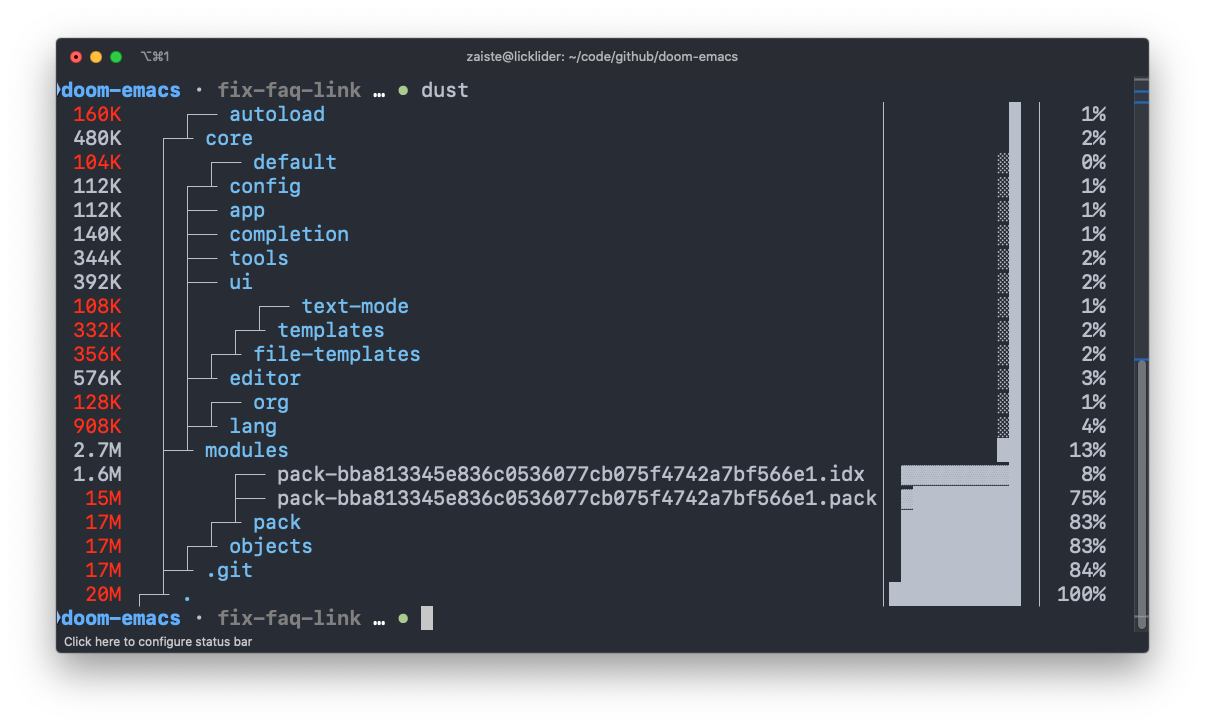 ⌥⌘1 zaiste@licklider: ~/code/github/doom-emacs
doom-emacs · fix-faq-link … ● dust
160K ┌── autoload 1%
480K ┌─┴ core 2%
104K ┌── default 0%
112K ┌─┴ config 1%
112K ├── app 1%
140K ├── completion 1%
344K ├── tools 2%
392K ├── ui 2%
108K ┌── text-mode 1%
332K ┌─┴ templates 2%
356K ┌─┴ file-templates 2%
576K ├─┴ editor 3%
128K ┌── org 1%
908K ├─┴ lang 4%
2.7M ├─┴ modules 13%
1.6M ┌── pack-bba813345e836c0536077cb075f4742a7bf566e1.idx 8%
15M ├── pack-bba813345e836c0536077cb075f4742a7bf566e1.pack 75%
17M ┌─┴ pack 83%
17M ┌─┴ objects 83%
17M ├─┴ .git 84%
20M ┌─┴ . 100%
doom-emacs · fix-faq-link … ●
Click here to configure status bar